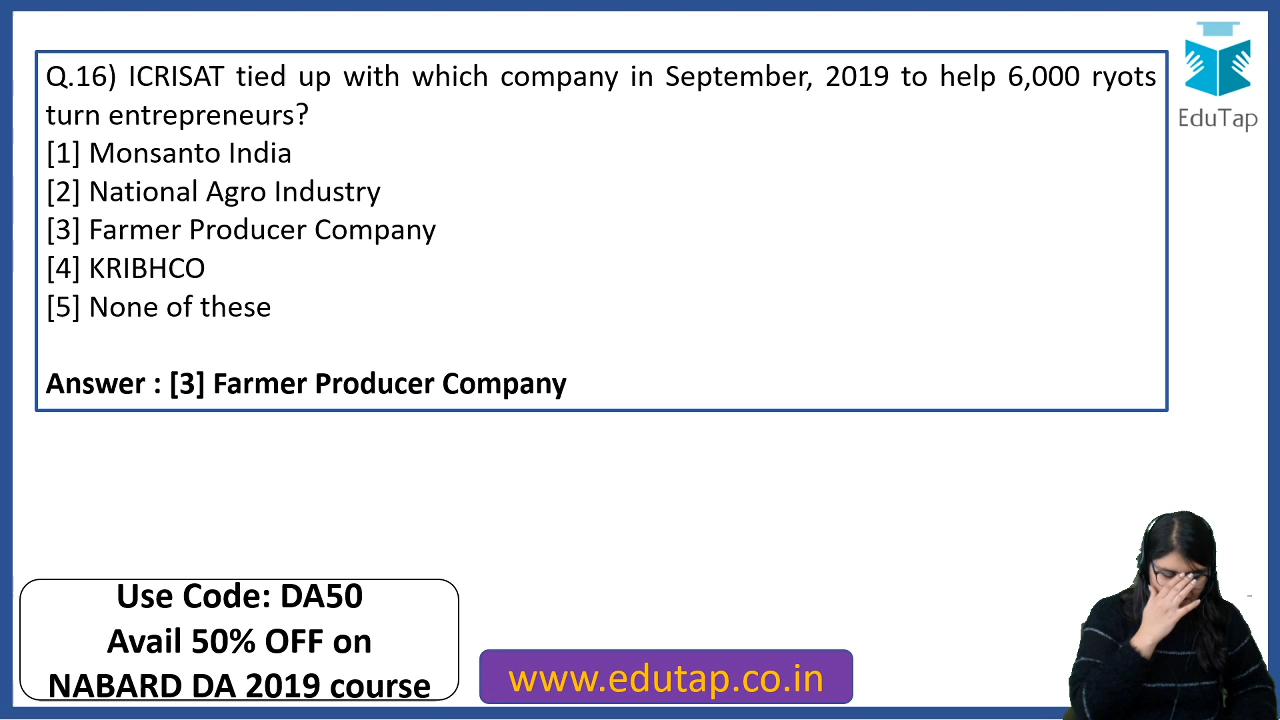 Q.16) ICRISAT tied up with which company in September, 2019 to help 6,000 ryots
turn entrepreneurs?
[1] Monsanto India
[2] National Agro Industry
[3] Farmer Producer Company
[4] KRIBHCO
[5] None of these
Answer : [3] Farmer Producer Company
EduTap
Use Code: DA50
Avail 50% OFF on
NABARD DA 2019 course
www.edutap.co.in